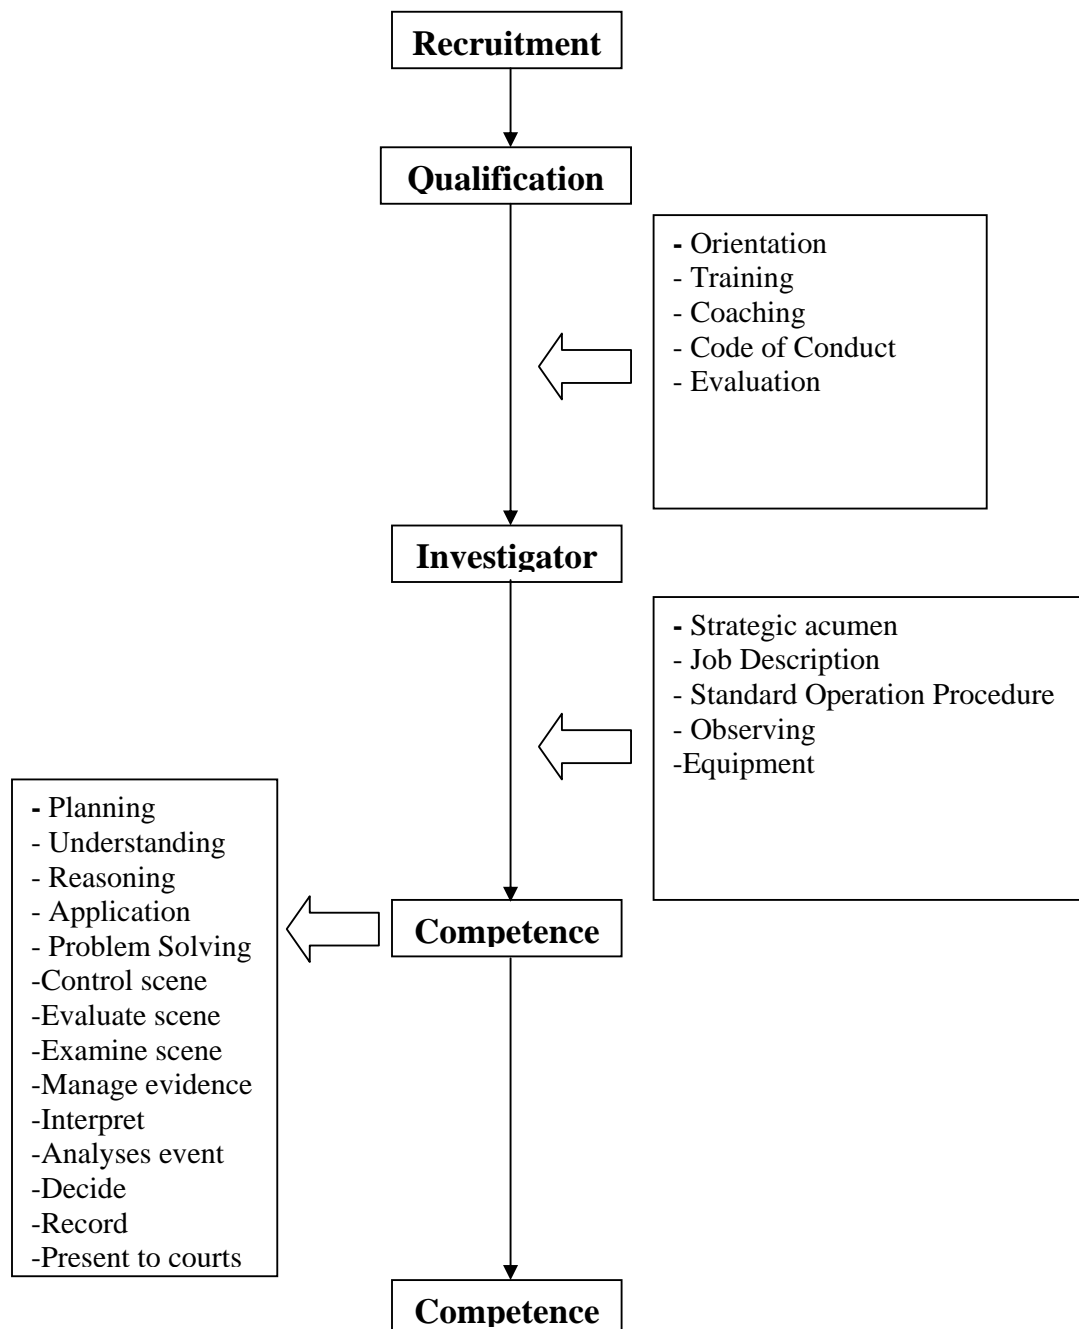 Recruitment
Qualification
- Orientation
- Training
- Coaching
- Code of Conduct
- Evaluation
Investigator
- Strategic acumen
- Job Description
- Standard Operation Procedure
- Observing
-Equipment
- Planning
- Understanding
- Reasoning
- Application
- Problem Solving
-Control scene
-Evaluate scene
-Examine scene
-Manage evidence
-Interpret
-Analyses event
-Decide
-Record
-Present to courts
Competence
Competence